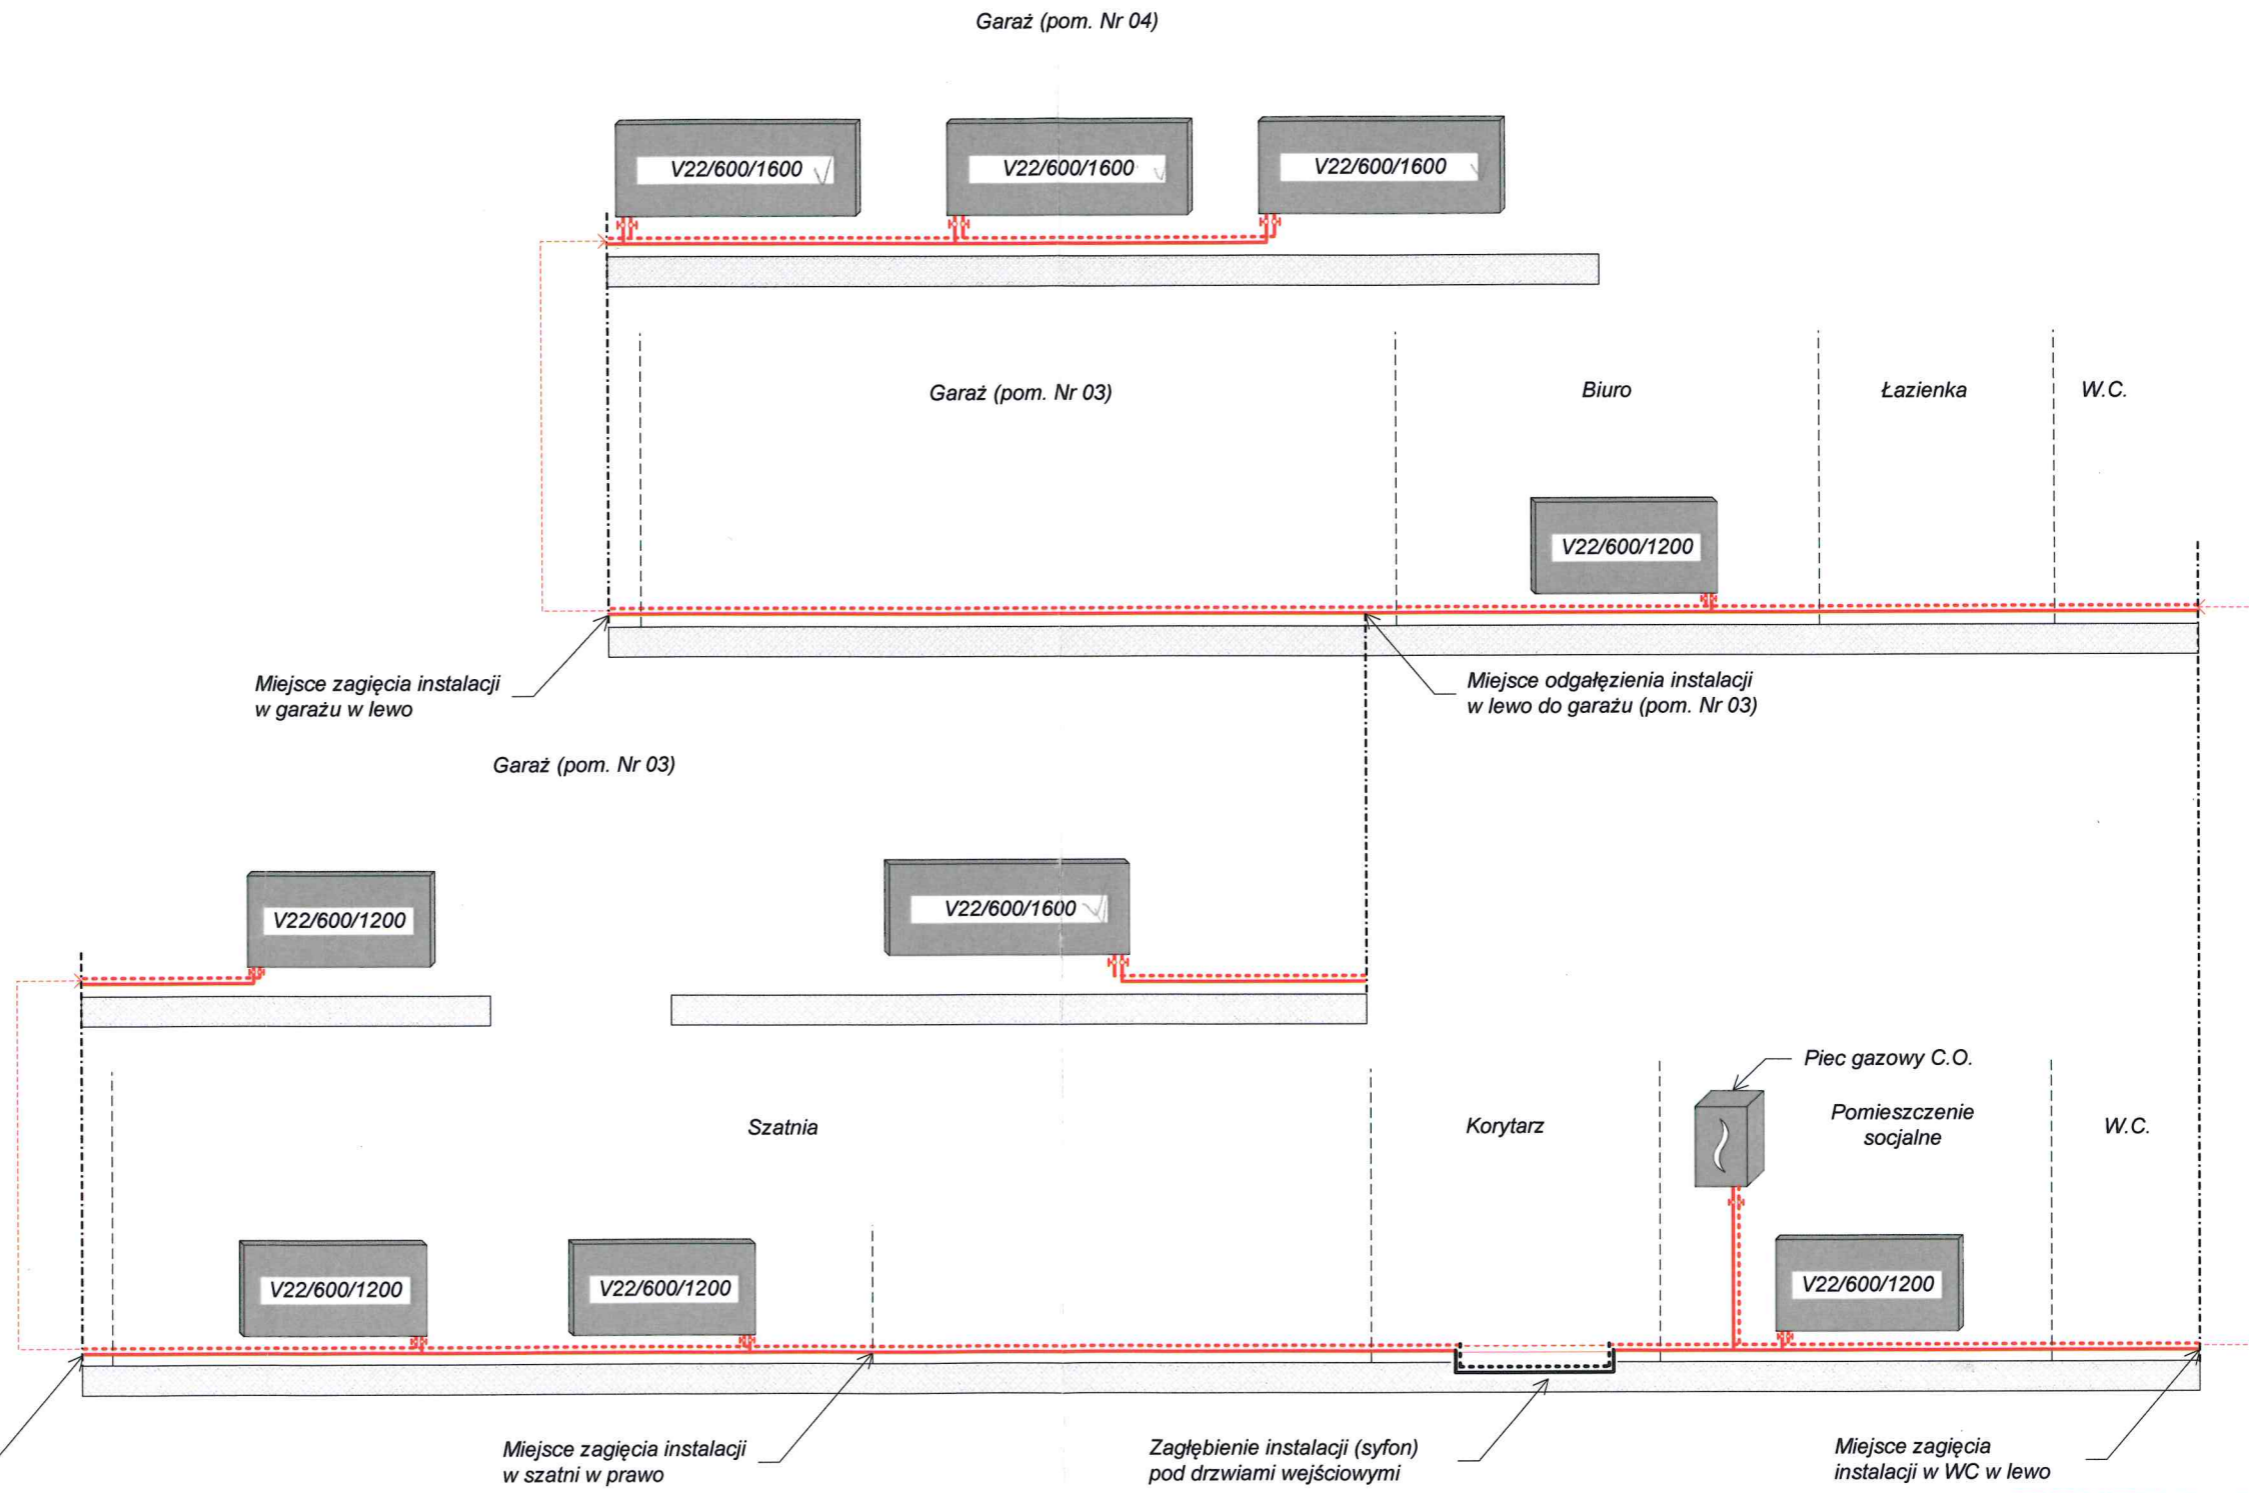 Garaż (pom. Nr 04)
V22/600/1600
V22/600/1600
V22/600/1600
Garaż (pom. Nr 03)
Biuro
Łazienka
W.C.
V22/600/1200
Miejsce zagięcia instalacji
w garażu w lewo
Miejsce odgałęzienia instalacji
w lewo do garażu (pom. Nr 03)
Garaż (pom. Nr 03)
V22/600/1200
V22/600/1600
Piec gazowy C.O.
Szatnia
Korytarz
Pomieszczenie
socjalne
W.C.
V22/600/1200
V22/600/1200
V22/600/1200
Miejsce zagięcia instalacji
w szatni w prawo
Zagłębienie instalacji (syfon)
pod drzwiami wejściowymi
Miejsce zagięcia
instalacji w WC w lewo